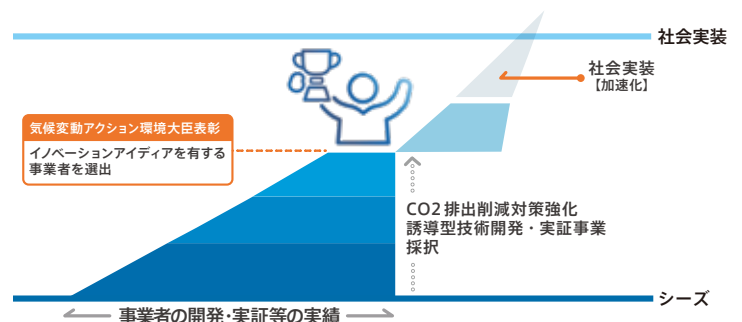 社会実装
社会実装
【加速化】
気候変動アクション環境大臣表彰
イノベーションアイディアを有する
事業者を選出
CO2排出削減対策強化
誘導型技術開発・実証事業
採択
シーズ
事業者の開発・実証等の実績